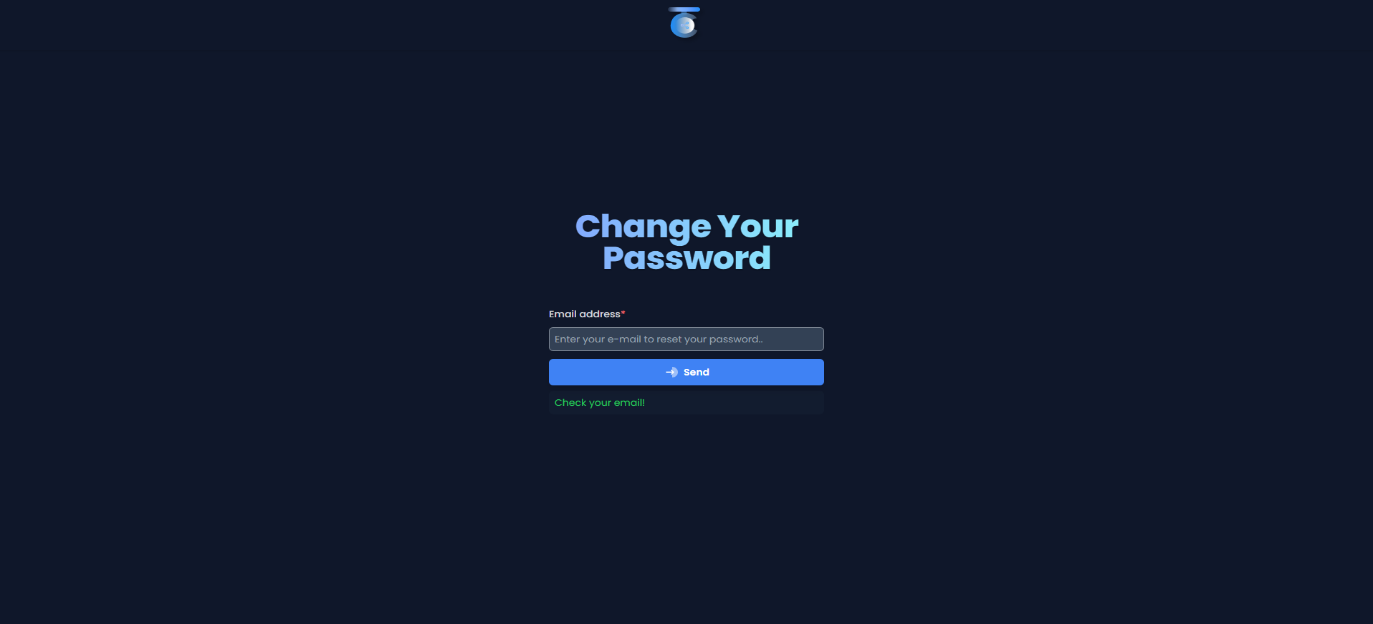 Change Your
Password
Email address*
Enter your e-mail to reset your password..
Send
Check your email!